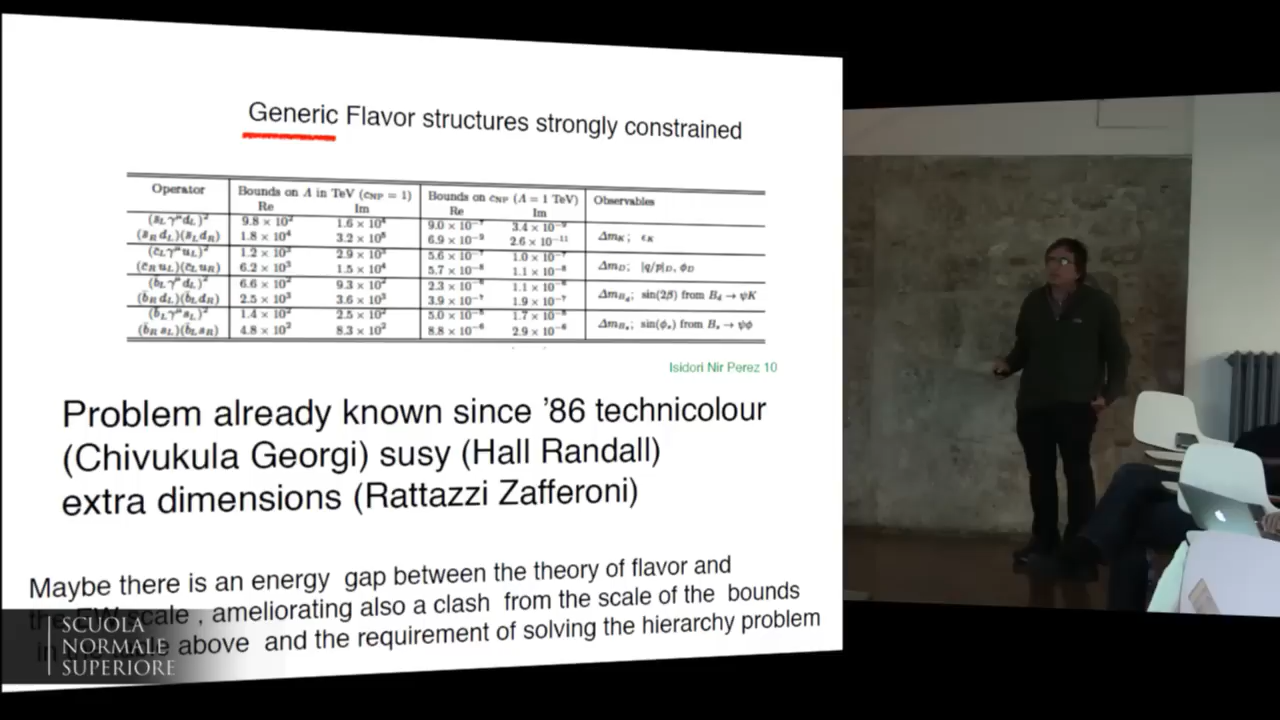 Generic Flavor structures strongly constrained
Operator Bounds on Λ in TeV (cNP = 1) Bounds on cNP (Λ = 1 TeV) Observables
Re Im Re Im
(s̄L γμ dL)² 9.8 × 10² 1.6 × 10⁴ 9.0 × 10⁻⁷ 3.4 × 10⁻⁹ ΔmK; εK
(s̄R dL)(s̄L dR) 1.8 × 10⁴ 3.2 × 10⁵ 6.9 × 10⁻⁹ 2.6 × 10⁻¹¹
(c̄L γμ uL)² 1.2 × 10³ 2.9 × 10³ 5.6 × 10⁻⁷ 1.0 × 10⁻⁷ ΔmD; |q/p|D, ϕD
(c̄R uL)(c̄L uR) 6.2 × 10³ 1.5 × 10⁴ 5.7 × 10⁻⁸ 1.1 × 10⁻⁸
(b̄L γμ dL)² 6.6 × 10² 9.3 × 10² 2.3 × 10⁻⁶ 1.1 × 10⁻⁶ ΔmBd; sin(2β) from Bd → ψK
(b̄R dL)(b̄L dR) 2.5 × 10³ 3.6 × 10³ 3.9 × 10⁻⁷ 1.9 × 10⁻⁷
(b̄L γμ sL)² 1.4 × 10² 2.5 × 10² 5.0 × 10⁻⁵ 1.7 × 10⁻⁵ ΔmBs; sin(ϕs) from Bs → ψϕ
(b̄R sL)(b̄L sR) 4.8 × 10² 8.3 × 10² 8.8 × 10⁻⁶ 2.9 × 10⁻⁶
Isidori Nir Perez 10
Problem already known since '86 technicolour
(Chivukula Georgi) susy (Hall Randall)
extra dimensions (Rattazzi Zafferoni)
Maybe there is an energy gap between the theory of flavor and
the EW scale , ameliorating also a clash from the scale of the bounds
above and the requirement of solving the hierarchy problem
SCUOLA
NORMALE
SUPERIORE